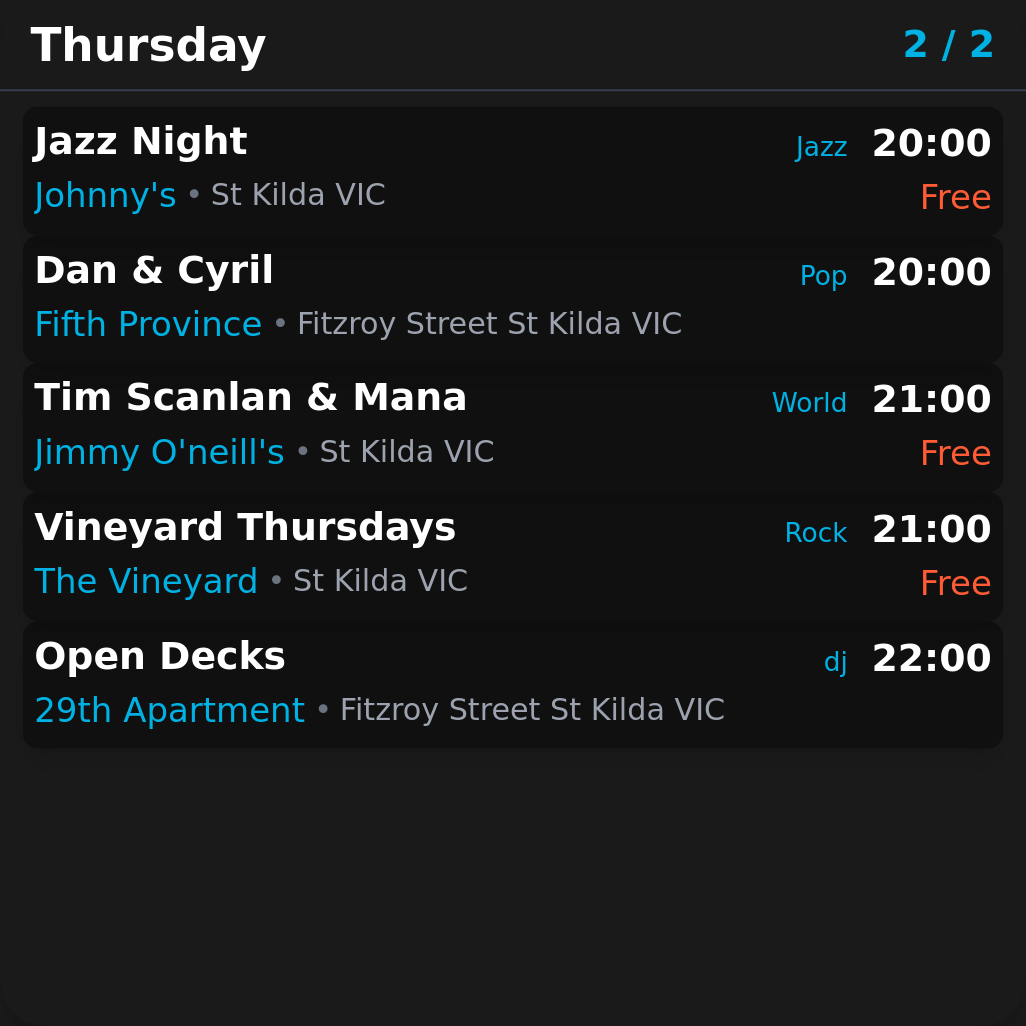 Thursday 2 / 2
Jazz Night Jazz 20:00
Johnny's • St Kilda VIC Free
Dan & Cyril Pop 20:00
Fifth Province • Fitzroy Street St Kilda VIC
Tim Scanlan & Mana World 21:00
Jimmy O'neill's • St Kilda VIC Free
Vineyard Thursdays Rock 21:00
The Vineyard • St Kilda VIC Free
Open Decks dj 22:00
29th Apartment • Fitzroy Street St Kilda VIC